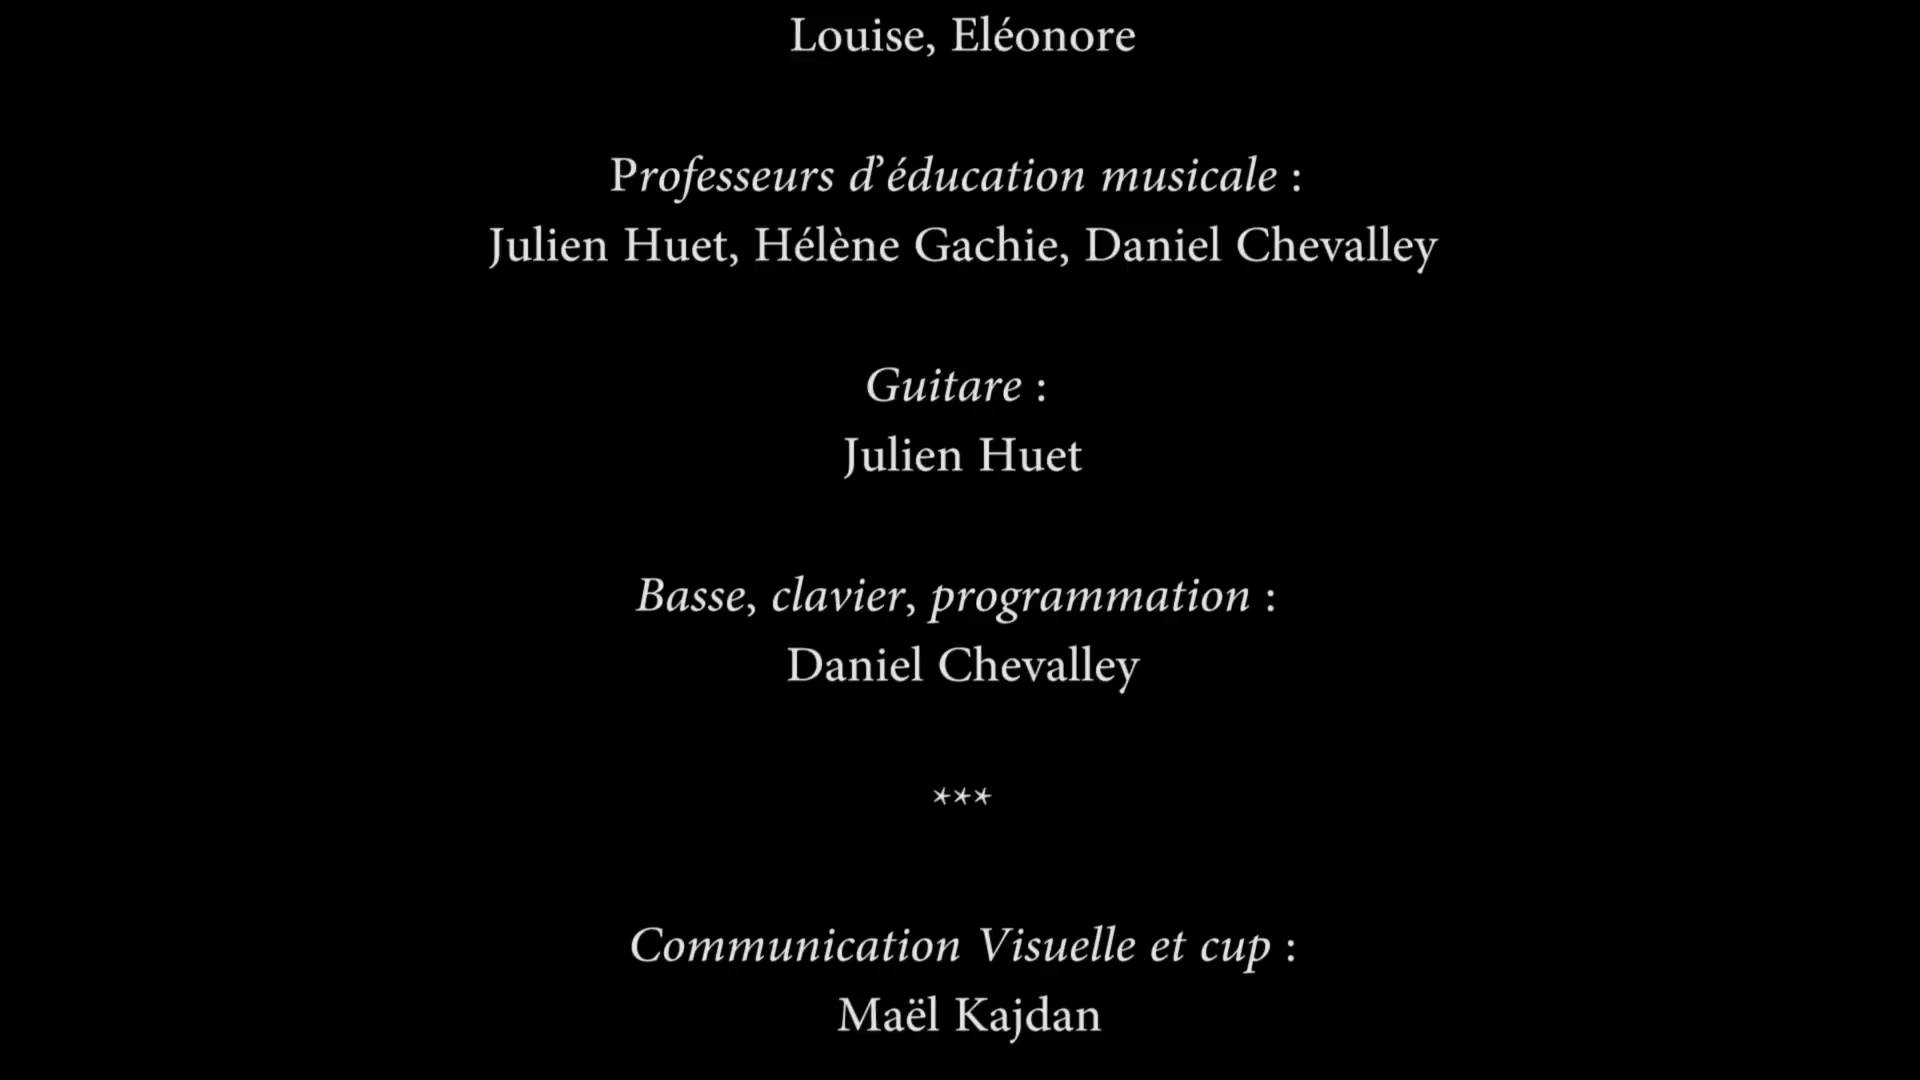 Louise, Eléonore
Professeurs d’éducation musicale :
Julien Huet, Hélène Gachie, Daniel Chevalley
Guitare :
Julien Huet
Basse, clavier, programmation :
Daniel Chevalley
***
Communication Visuelle et cup :
Maël Kajdan